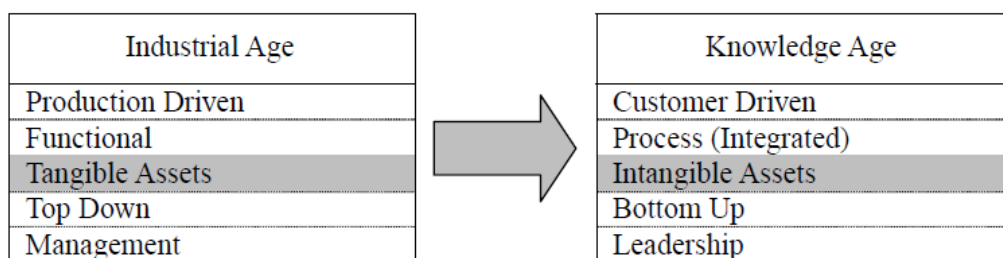 Industrial Age
Production Driven
Functional
Tangible Assets
Top Down
Management
Knowledge Age
Customer Driven
Process (Integrated)
Intangible Assets
Bottom Up
Leadership